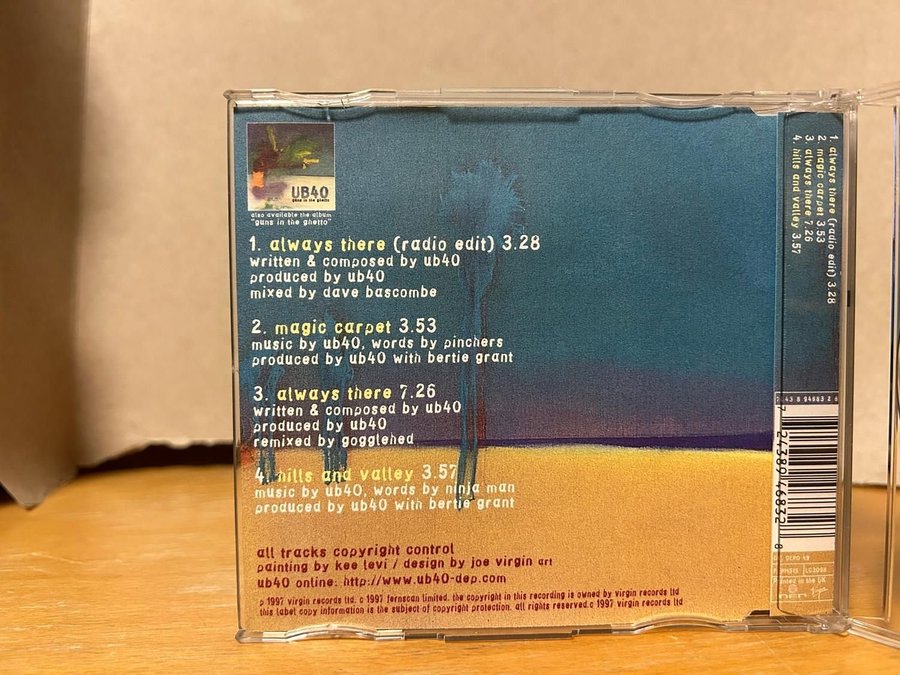 UB40
guns in the ghetto
also available the album
"guns in the ghetto"
1. always there (radio edit) 3.28
written & composed by ub40
produced by ub40
mixed by dave bascombe
2. magic carpet 3.53
music by ub40, words by pinchers
produced by ub40 with bertie grant
3. always there 7.26
written & composed by ub40
produced by ub40
remixed by gogglehed
4. hills and valley 3.57
music by ub40, words by ninja man
produced by ub40 with bertie grant
all tracks copyright control
painting by kee levi / design by joe virgin art
ub40 online: http://www.ub40-dep.com
p 1997 virgin records ltd. c 1997 fernscan limited. the copyright in this recording is owned by virgin records ltd
this label copy information is the subject of copyright protection. all rights reserved.c 1997 virgin records ltd
1. always there (radio edit) 3.28
2. magic carpet 3.53
3. always there 7.26
4. hills and valley 3.57
7 24389 46832 8
LC3098
Printed in the UK
DEP
Virgin